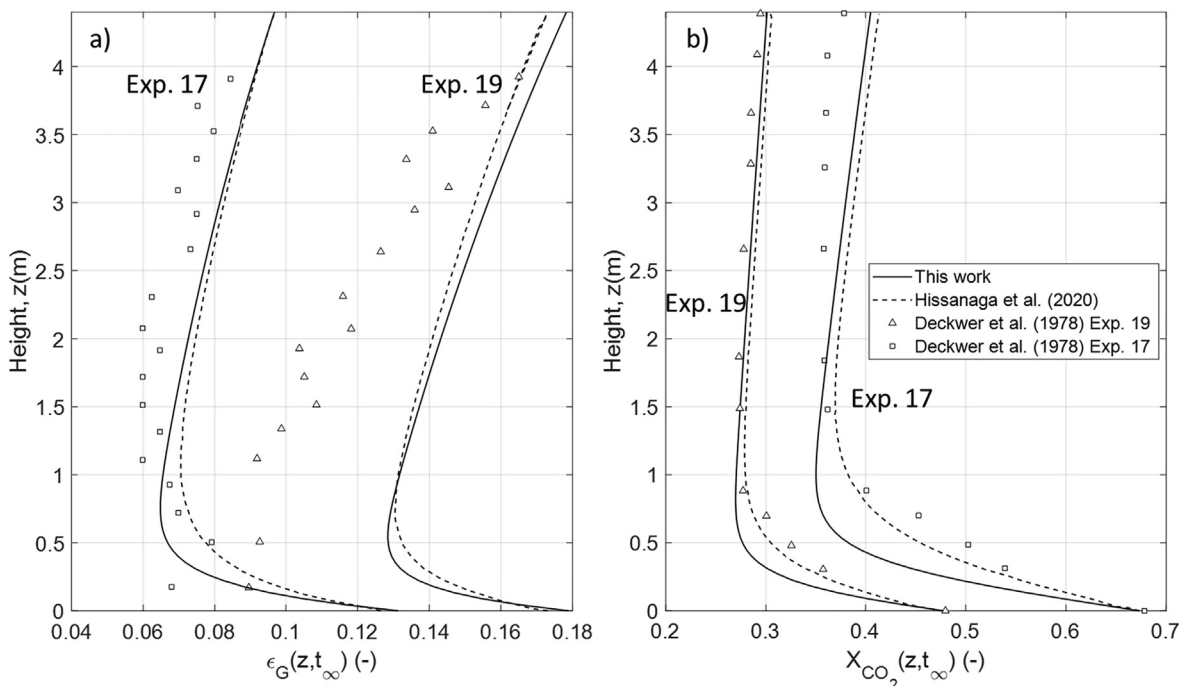 a)
Exp. 17
Exp. 19
Height, z(m)
4
3.5
3
2.5
2
1.5
1
0.5
0
0.04
0.06
0.08
0.1
0.12
0.14
0.16
0.18
ϵ_G(z,t_∞) (-)
b)
Exp. 19
Exp. 17
This work
Hissanaga et al. (2020)
Deckwer et al. (1978) Exp. 19
Deckwer et al. (1978) Exp. 17
Height, z(m)
4
3.5
3
2.5
2
1.5
1
0.5
0
0.2
0.3
0.4
0.5
0.6
0.7
X_CO_2(z,t_∞) (-)